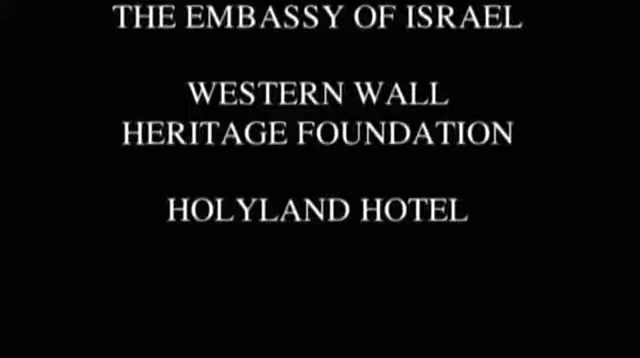 THE EMBASSY OF ISRAEL
WESTERN WALL
HERITAGE FOUNDATION
HOLYLAND HOTEL